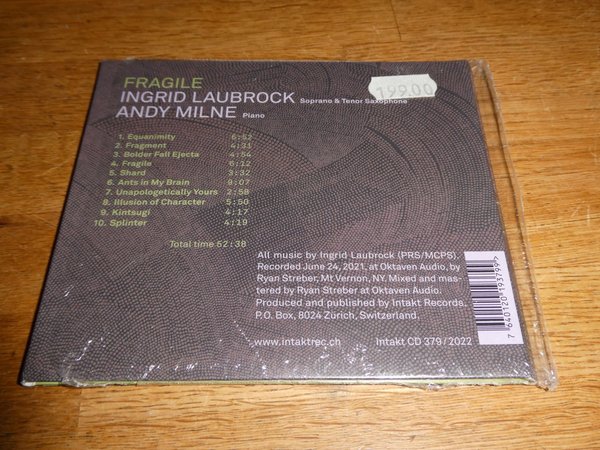 FRAGILE
INGRID LAUBROCK Soprano & Tenor Saxophone
ANDY MILNE Piano
199.00
1. Equanimity 6:52
2. Fragment 4:31
3. Bolder Fall Ejecta 4:54
4. Fragile 6:12
5. Shard 3:32
6. Ants in My Brain 9:07
7. Unapologetically Yours 2:58
8. Illusion of Character 5:50
9. Kintsugi 4:17
10. Splinter 4:19
Total time 52:38
All music by Ingrid Laubrock (PRS/MCPS).
Recorded June 24, 2021, at Oktaven Audio, by
Ryan Streber, Mt Vernon, NY. Mixed and mas-
tered by Ryan Streber at Oktaven Audio.
Produced and published by Intakt Records,
P.O. Box, 8024 Zürich, Switzerland.
www.intaktrec.ch Intakt CD 379/2022
7 640120 193799